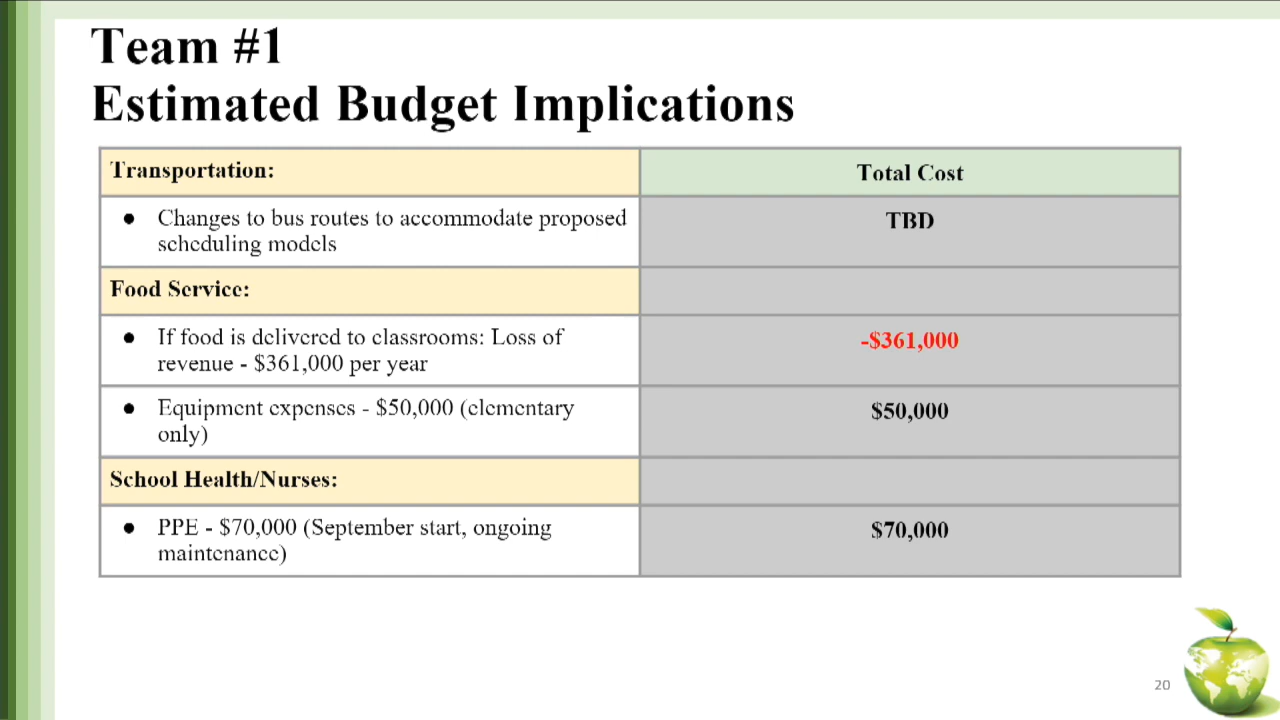 Team #1
Estimated Budget Implications
Transportation:
Total Cost
● Changes to bus routes to accommodate proposed
scheduling models
TBD
Food Service:
● If food is delivered to classrooms: Loss of
revenue - $361,000 per year
-$361,000
● Equipment expenses - $50,000 (elementary
only)
$50,000
School Health/Nurses:
● PPE - $70,000 (September start, ongoing
maintenance)
$70,000
20